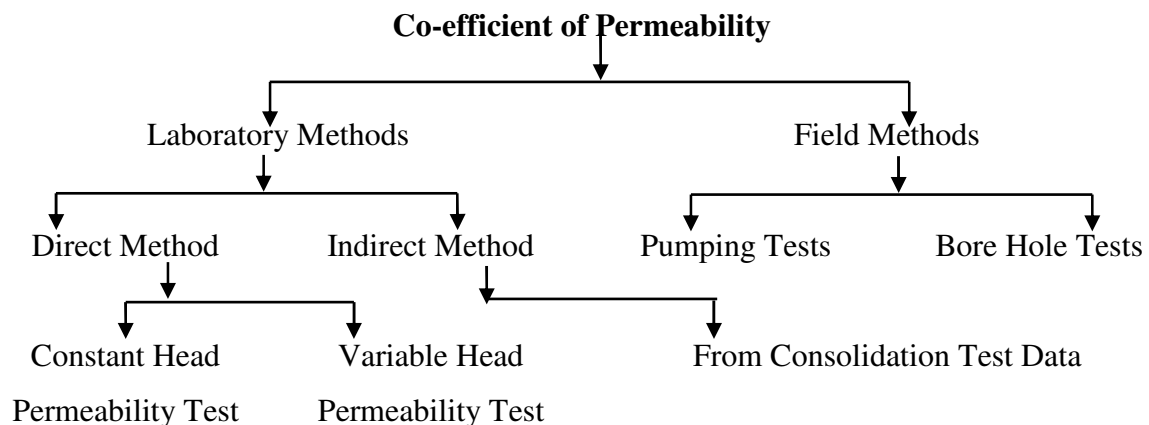 Co-efficient of Permeability
Laboratory Methods
Field Methods
Direct Method
Indirect Method
Pumping Tests
Bore Hole Tests
Constant Head
Permeability Test
Variable Head
Permeability Test
From Consolidation Test Data